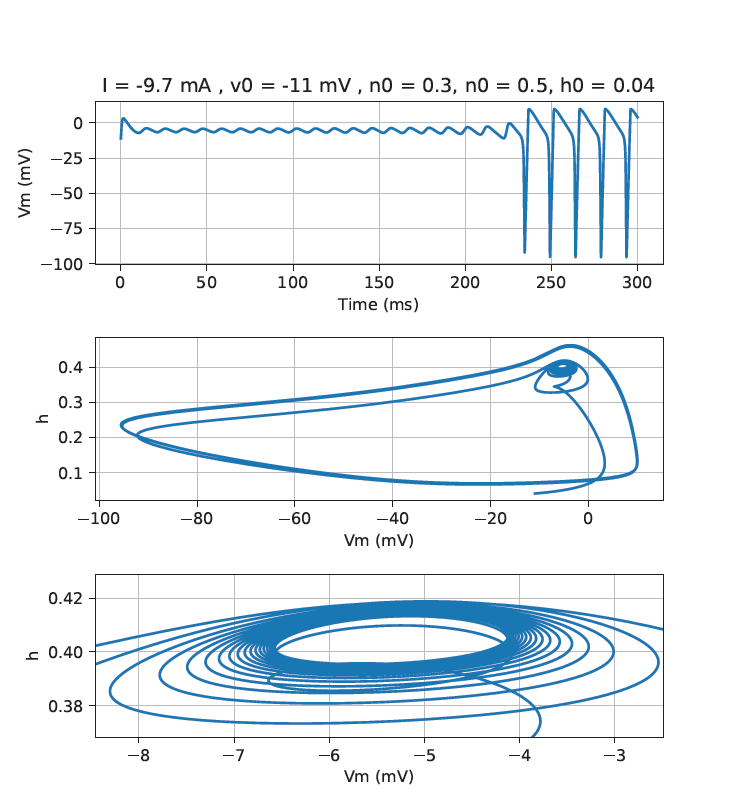 I = -9.7 mA , v0 = -11 mV , n0 = 0.3, n0 = 0.5, h0 = 0.04
0
−25
−50
−75
−100
Vm (mV)
0 50 100 150 200 250 300
Time (ms)
0.4
0.3
0.2
0.1
h
−100 −80 −60 −40 −20 0
Vm (mV)
0.42
0.40
0.38
h
−8 −7 −6 −5 −4 −3
Vm (mV)